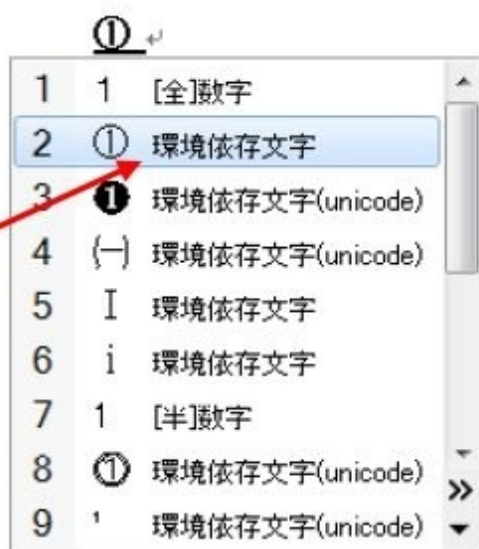 ①↵
1 1 [全]数字
2 ① 環境依存文字
3 ❶ 環境依存文字(unicode)
4 ㈠ 環境依存文字(unicode)
5 Ⅰ 環境依存文字
6 ⅰ 環境依存文字
7 1 [半]数字
8 ⓵ 環境依存文字(unicode)
9 ¹ 環境依存文字(unicode)